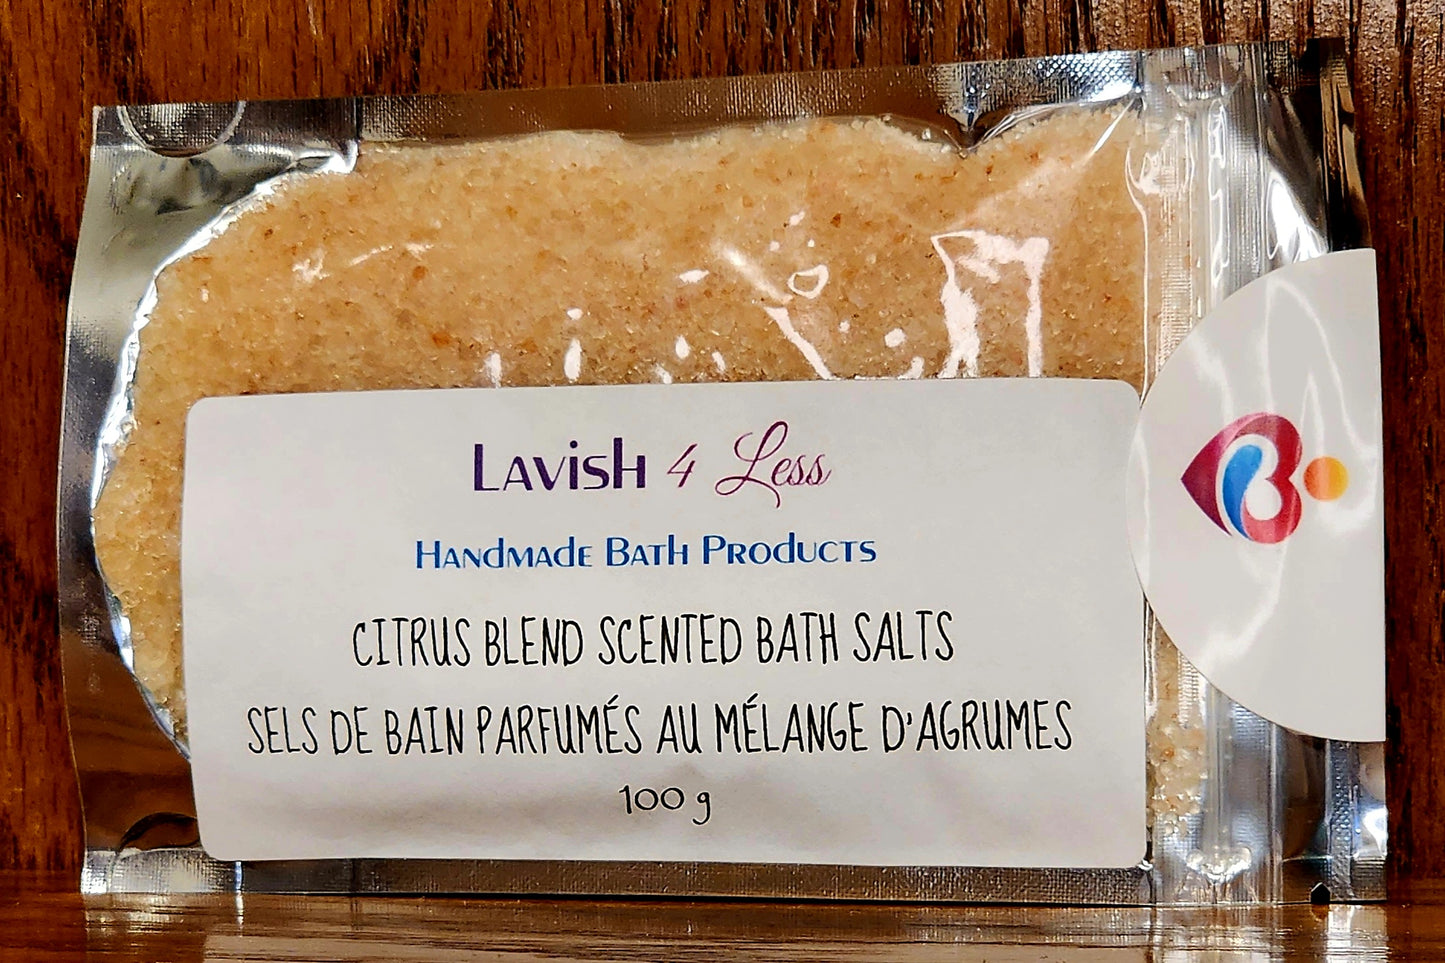 Lavish 4 Less
Handmade Bath Products
CITRUS BLEND SCENTED BATH SALTS
SELS DE BAIN PARFUMÉS AU MÉLANGE D'AGRUMES
100 g